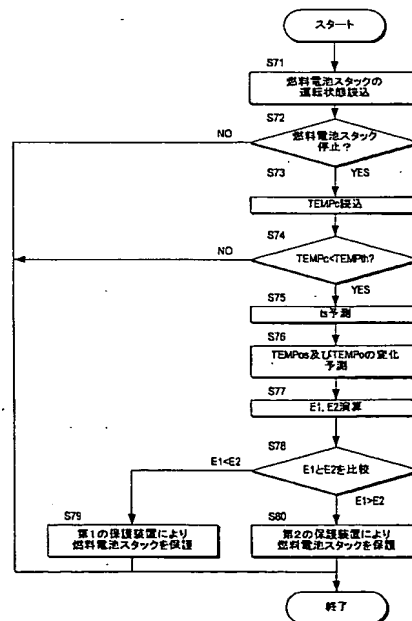 スタート
S71
燃料電池スタックの
運転状態読込
S72
燃料電池スタック
停止?
NO
YES
S73
TEMPc読込
S74
TEMPc<TEMPth?
NO
YES
S75
ts予測
S76
TEMPos及びTEMPoの変化
予測
S77
E1, E2演算
S78
E1とE2を比較
E1<E2
E1>E2
S79
第1の保護装置により
燃料電池スタックを保護
S80
第2の保護装置により
燃料電池スタックを保護
終了